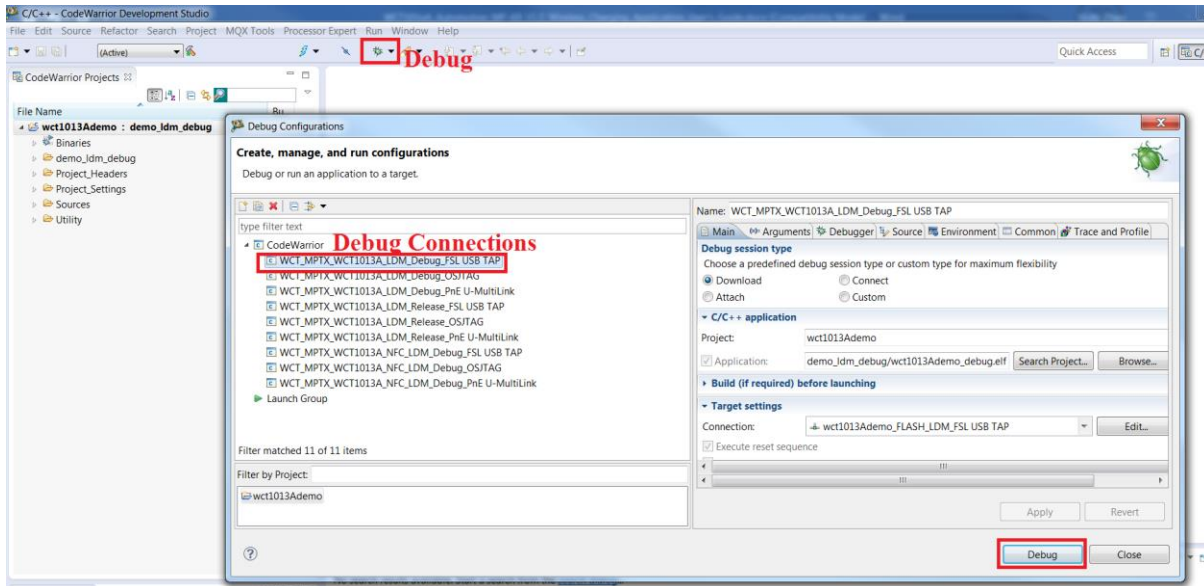 C/C++ - CodeWarrior Development Studio
File Edit Source Refactor Search Project MQX Tools Processor Expert Run Window Help
(Active)
Debug
Quick Access
CodeWarrior Projects
File Name
Bu
wct1013Ademo : demo_ldm_debug
Binaries
demo_ldm_debug
Project_Headers
Project_Settings
Sources
Utility
Debug Configurations
X
Create, manage, and run configurations
Debug or run an application to a target.
type filter text
CodeWarrior
Debug Connections
WCT_MPTX_WCT1013A_LDM_Debug_FSL USB TAP
WCT_MPTX_WCT1013A_LDM_Debug_OSJTAG
WCT_MPTX_WCT1013A_LDM_Debug_PnE U-MultiLink
WCT_MPTX_WCT1013A_LDM_Release_FSL USB TAP
WCT_MPTX_WCT1013A_LDM_Release_OSJTAG
WCT_MPTX_WCT1013A_LDM_Release_PnE U-MultiLink
WCT_MPTX_WCT1013A_NFC_LDM_Debug_FSL USB TAP
WCT_MPTX_WCT1013A_NFC_LDM_Debug_OSJTAG
WCT_MPTX_WCT1013A_NFC_LDM_Debug_PnE U-MultiLink
Launch Group
Filter matched 11 of 11 items
Filter by Project:
wct1013Ademo
Name: WCT_MPTX_WCT1013A_LDM_Debug_FSL USB TAP
Main Arguments Debugger Source Environment Common Trace and Profile
Debug session type
Choose a predefined debug session type or custom type for maximum flexibility
Download Connect
Attach Custom
C/C++ application
Project: wct1013Ademo
Application: demo_ldm_debug/wct1013Ademo_debug.elf Search Project... Browse...
Build (if required) before launching
Target settings
Connection: wct1013Ademo_FLASH_LDM_FSL USB TAP Edit...
Execute reset sequence
Apply Revert
?
Debug Close